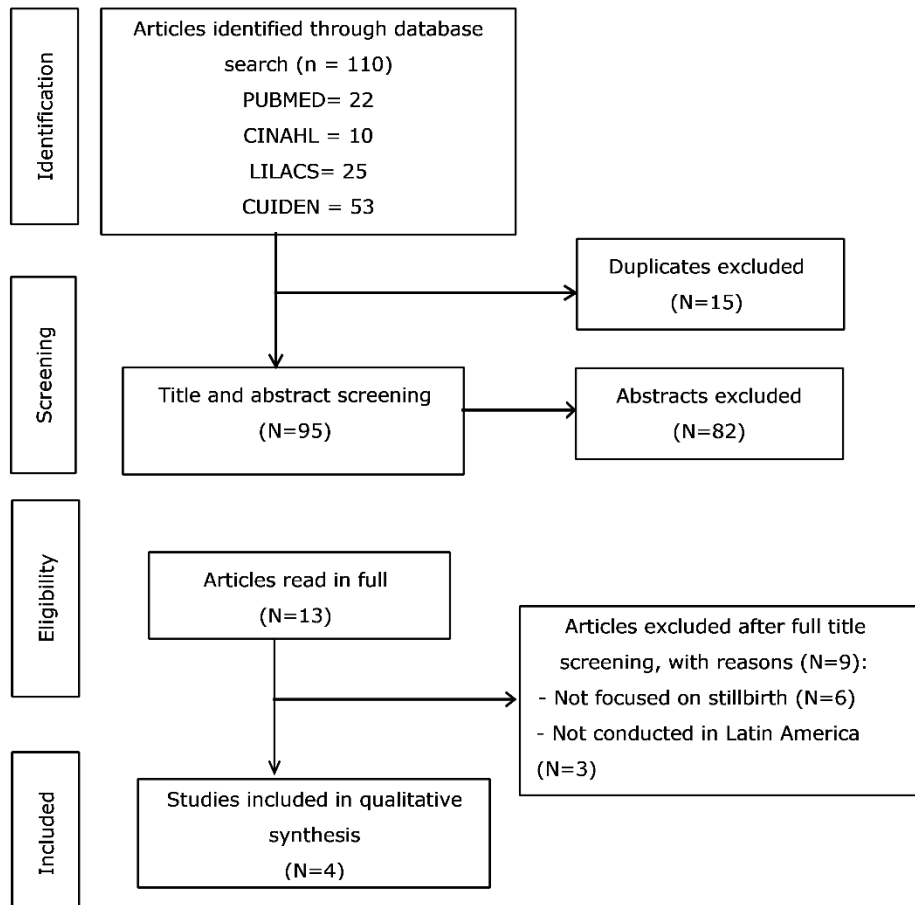 Identification
Articles identified through database
search (n = 110)
PUBMED= 22
CINAHL = 10
LILACS= 25
CUIDEN = 53
Duplicates excluded
(N=15)
Screening
Title and abstract screening
(N=95)
Abstracts excluded
(N=82)
Eligibility
Articles read in full
(N=13)
Articles excluded after full title
screening, with reasons (N=9):
- Not focused on stillbirth (N=6)
- Not conducted in Latin America
(N=3)
Included
Studies included in qualitative
synthesis
(N=4)